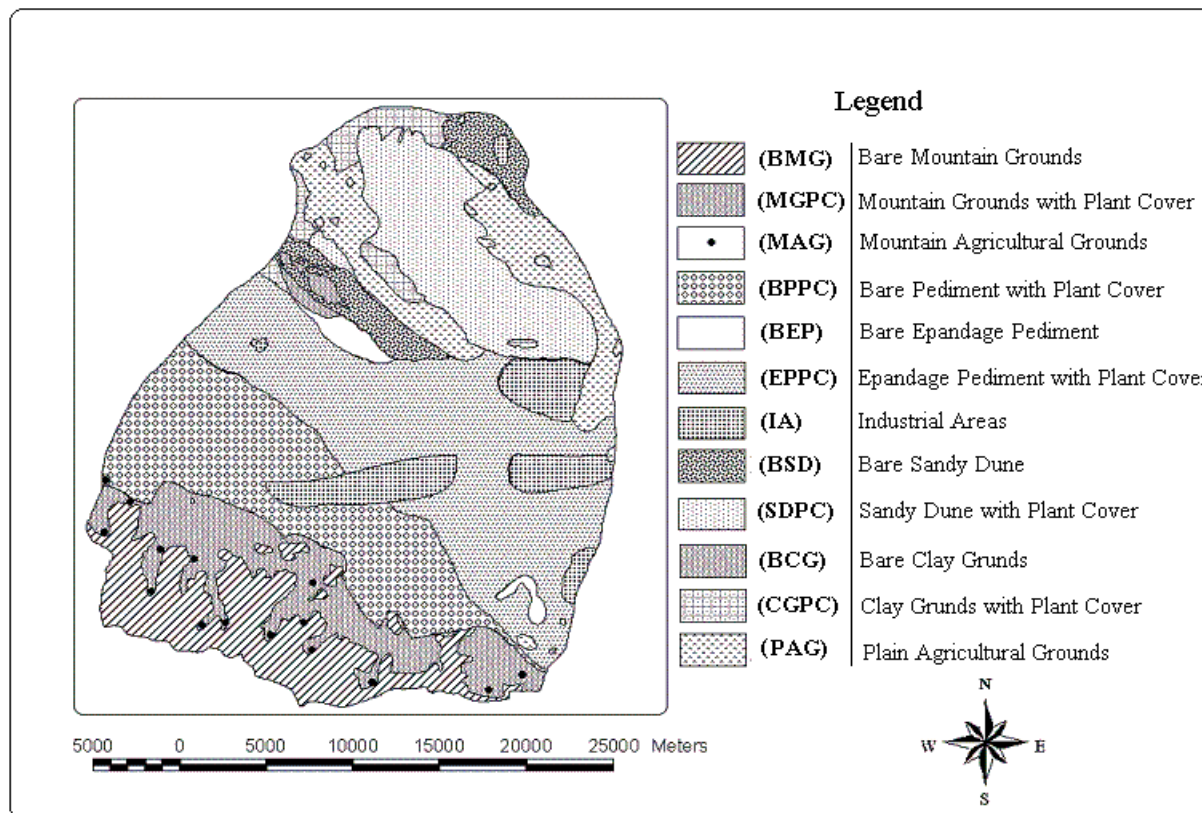 Legend
(BMG) Bare Mountain Grounds
(MGPC) Mountain Grounds with Plant Cover
(MAG) Mountain Agricultural Grounds
(BPPC) Bare Pediment with Plant Cover
(BEP) Bare Epandage Pediment
(EPPC) Epandage Pediment with Plant Cove
(IA) Industrial Areas
(BSD) Bare Sandy Dune
(SDPC) Sandy Dune with Plant Cover
(BCG) Bare Clay Grunds
(CGPC) Clay Grunds with Plant Cover
(PAG) Plain Agricultural Grounds
N
W E
S
5000 0 5000 10000 15000 20000 25000 Meters